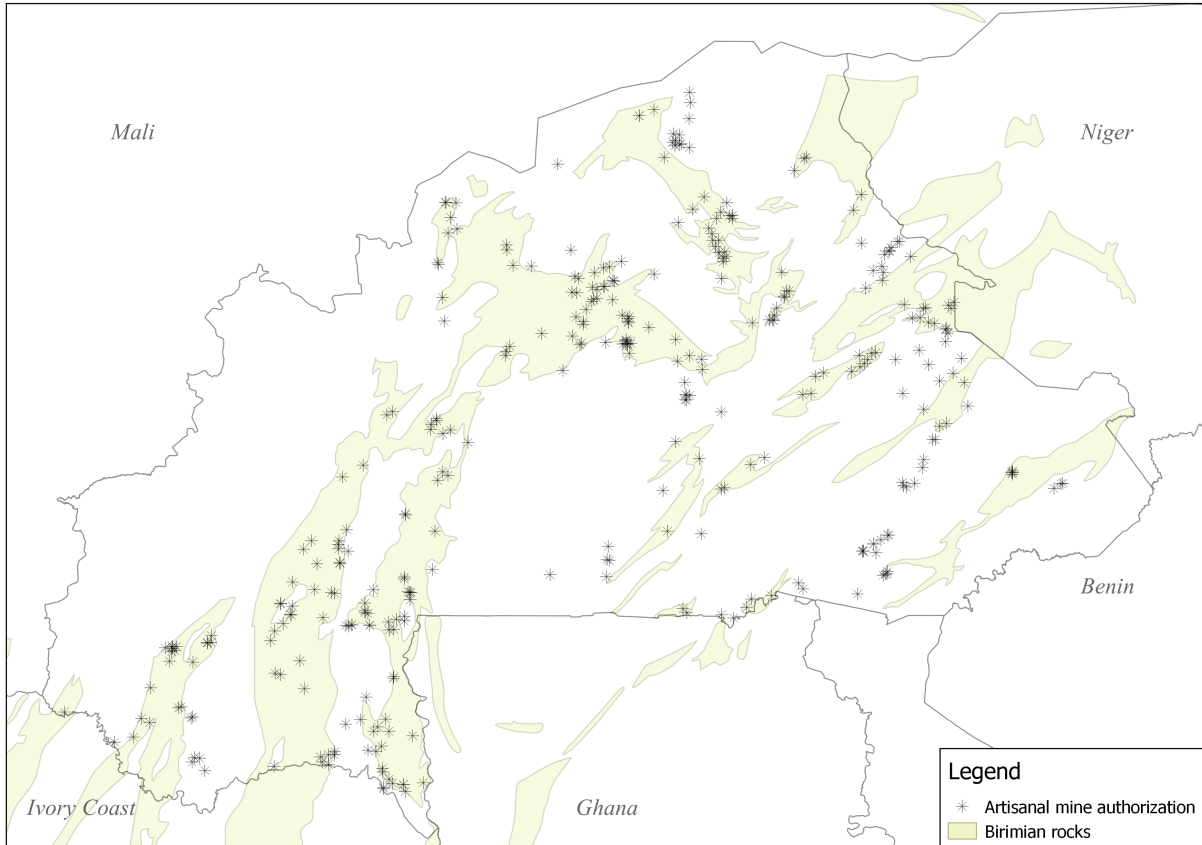 Mali
Niger
Benin
Legend
Artisanal mine authorization
Birimian rocks
Ivory Coast
Ghana